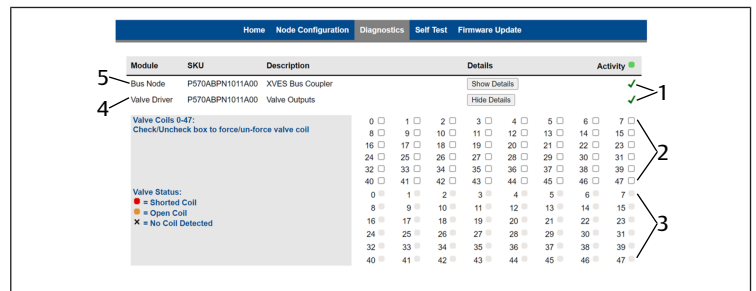 Home Node Configuration Diagnostics Self Test Firmware Update
Module SKU Description Details Activity
5 Bus Node P570ABPN1011A00 XVES Bus Coupler Show Details 1
4 Valve Driver P570ABPN1011A00 Valve Outputs Hide Details
Valve Coils 0-47: 0 1 2 3 4 5 6 7
Check/Uncheck box to force/un-force valve coil 8 9 10 11 12 13 14 15
16 17 18 19 20 21 22 23
24 25 26 27 28 29 30 31 2
32 33 34 35 36 37 38 39
40 41 42 43 44 45 46 47
Valve Status: 0 1 2 3 4 5 6 7
= Shorted Coil 8 9 10 11 12 13 14 15
= Open Coil 16 17 18 19 20 21 22 23 3
X = No Coil Detected 24 25 26 27 28 29 30 31
32 33 34 35 36 37 38 39
40 41 42 43 44 45 46 47